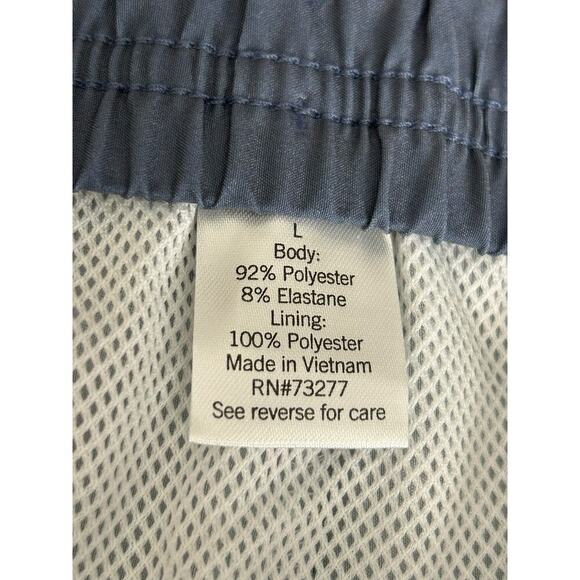 L
Body:
92% Polyester
8% Elastane
Lining:
100% Polyester
Made in Vietnam
RN#73277
See reverse for care